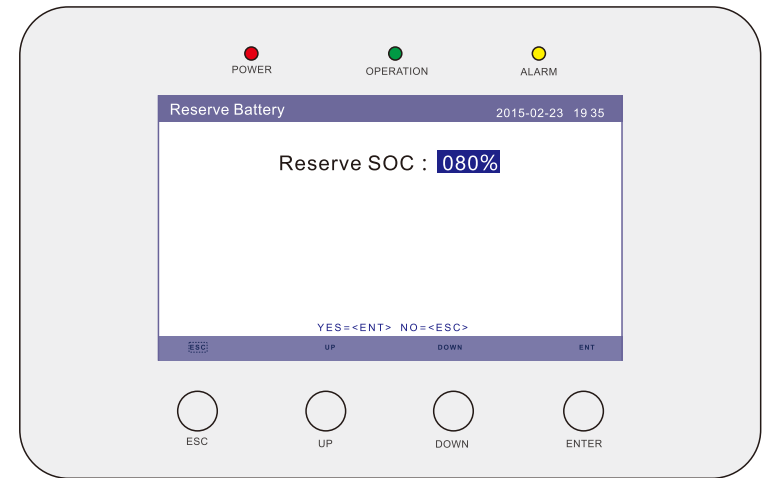 POWER OPERATION ALARM
Reserve Battery 2015-02-23 19 35
Reserve SOC : 080%
YES=<ENT> NO=<ESC>
ESC UP DOWN ENT
ESC UP DOWN ENTER